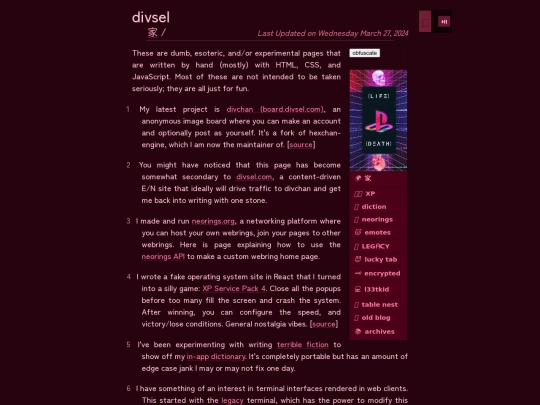 divsel
家 /
Last Updated on Wednesday March 27, 2024
HI
These are dumb, esoteric, and/or experimental pages that
are written by hand (mostly) with HTML, CSS, and
JavaScript. Most of these are not intended to be taken
seriously; they are all just for fun.
obfuscate
[LIFE]
[DEATH]
1 My latest project is divchan (board.divsel.com), an
anonymous image board where you can make an account
and optionally post as yourself. It's a fork of hexchan-
engine, which I am now the maintainer of. [source]
2 You might have noticed that this page has become
somewhat secondary to divsel.com, a content-driven
E/N site that ideally will drive traffic to divchan and get
me back into writing with one stone.
3 I made and run neorings.org, a networking platform where
you can host your own webrings, join your pages to other
webrings. Here is page explaining how to use the
neorings API to make a custom webring home page.
4 I wrote a fake operating system site in React that I turned
into a silly game: XP Service Pack 4. Close all the popups
before too many fill the screen and crash the system.
After winning, you can configure the speed, and
victory/lose conditions. General nostalgia vibes. [source]
5 I've been experimenting with writing terrible fiction to
show off my in-app dictionary. It's completely portable but has an amount of
edge case jank I may or may not fix one day.
6 I have something of an interest in terminal interfaces rendered in web clients.
This started with the legacy terminal, which has the power to modify this
家
XP
diction
neorings
emotes
LEGACY
lucky tab
encrypted
l33tkid
table nest
old blog
archives